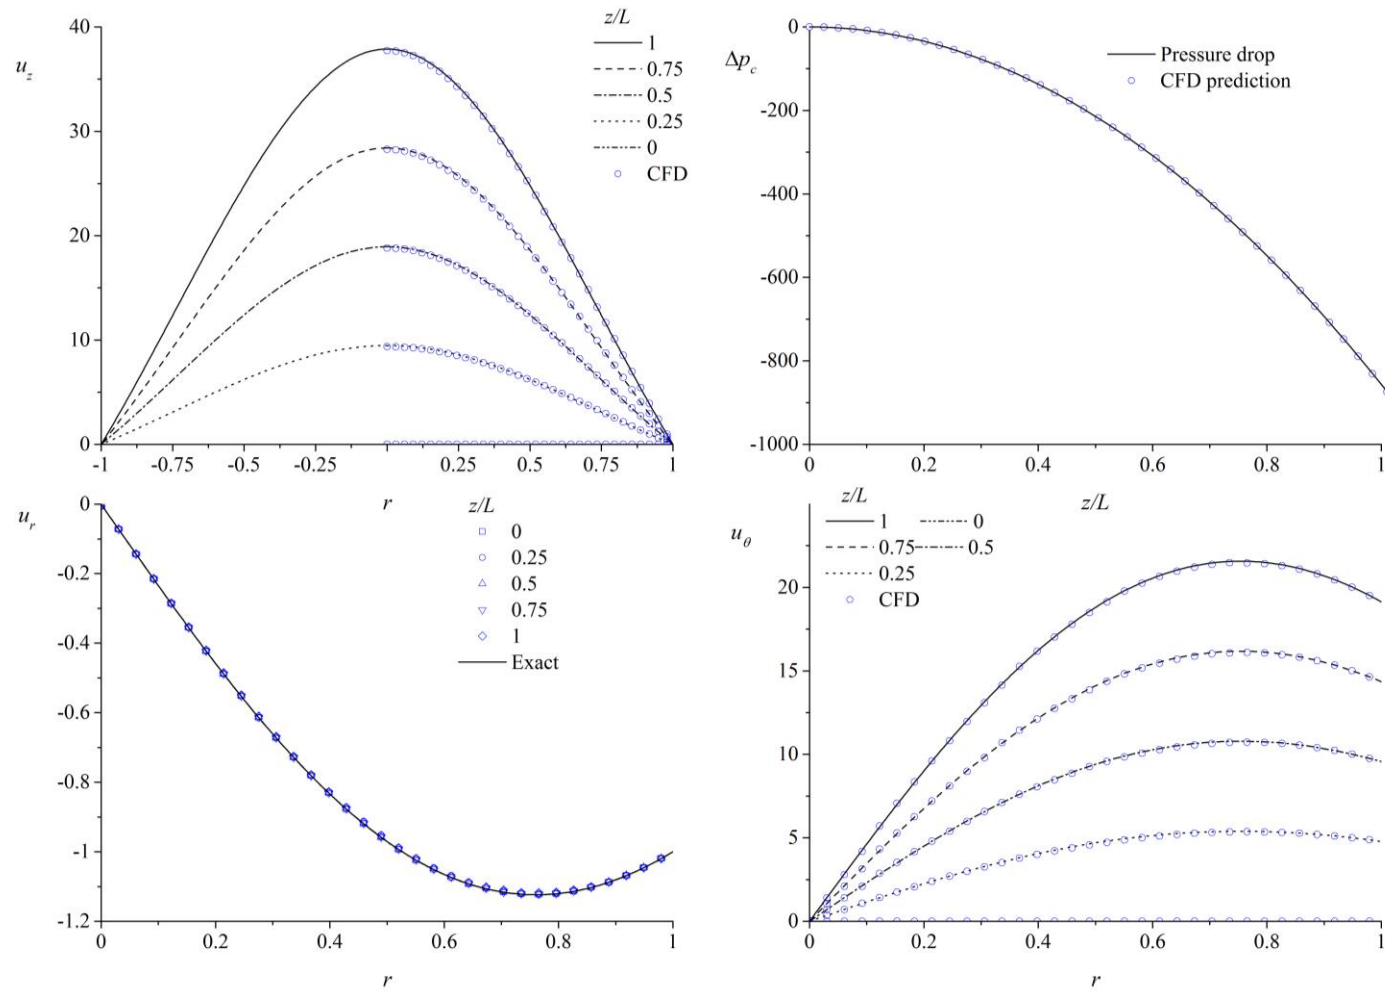 z/L
1
0.75
0.5
0.25
0
CFD
u_z
40
30
20
10
0
-1 -0.75 -0.5 -0.25 0.25 0.5 0.75 1
r
Δp_c
Pressure drop
CFD prediction
0
-200
-400
-600
-800
-1000
0 0.2 0.4 0.6 0.8 1
z/L
u_r
z/L
0
0.25
0.5
0.75
1
Exact
0
-0.2
-0.4
-0.6
-0.8
-1
-1.2
0 0.2 0.4 0.6 0.8 1
r
u_θ
z/L
1 0
0.75 0.5
0.25
CFD
20
15
10
5
0
0 0.2 0.4 0.6 0.8 1
r